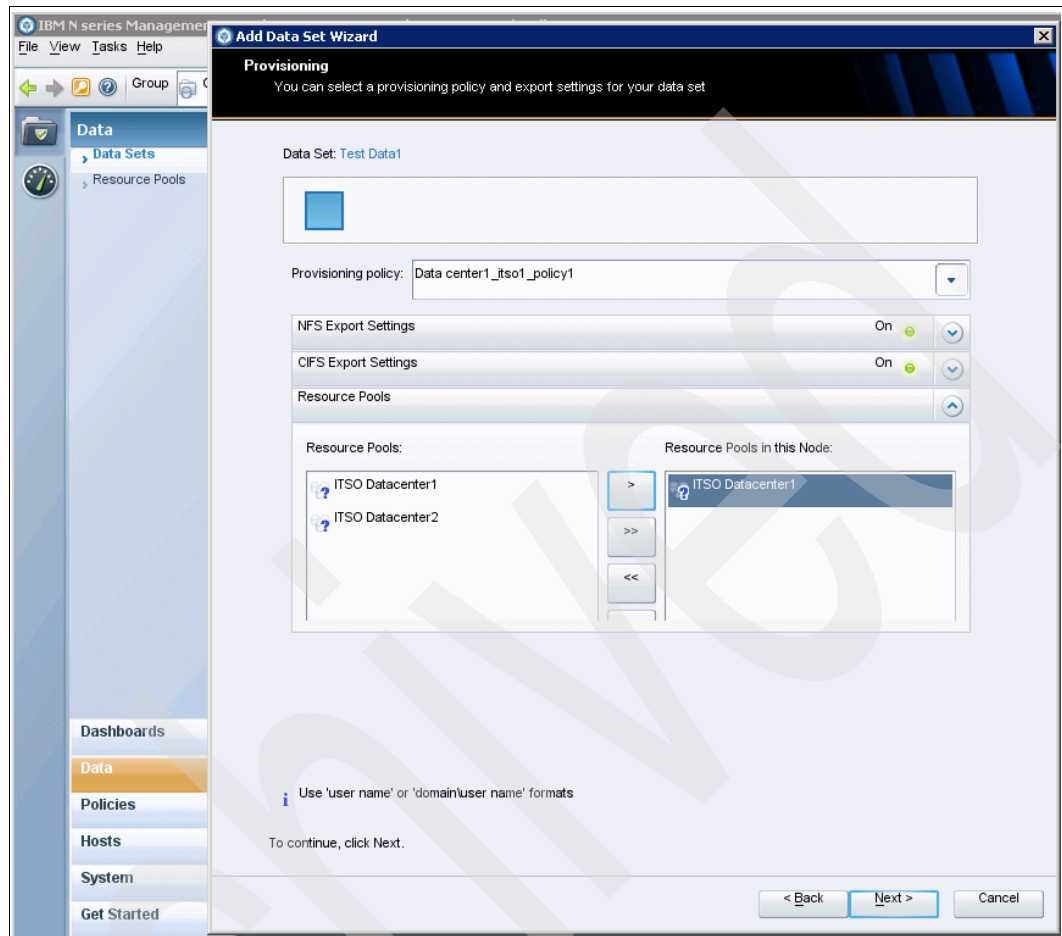 IBM N series Manageme
File View Tasks Help
Group
Data
Data Sets
Resource Pools
Dashboards
Data
Policies
Hosts
System
Get Started
Add Data Set Wizard
Provisioning
You can select a provisioning policy and export settings for your data set
Data Set: Test Data1
Provisioning policy: Data center1_itso1_policy1
NFS Export Settings On
CIFS Export Settings On
Resource Pools
Resource Pools: Resource Pools in this Node:
ITSO Datacenter1 > ITSO Datacenter1
ITSO Datacenter2
>>
<<
i Use 'user name' or 'domain\user name' formats
To continue, click Next.
< Back Next > Cancel